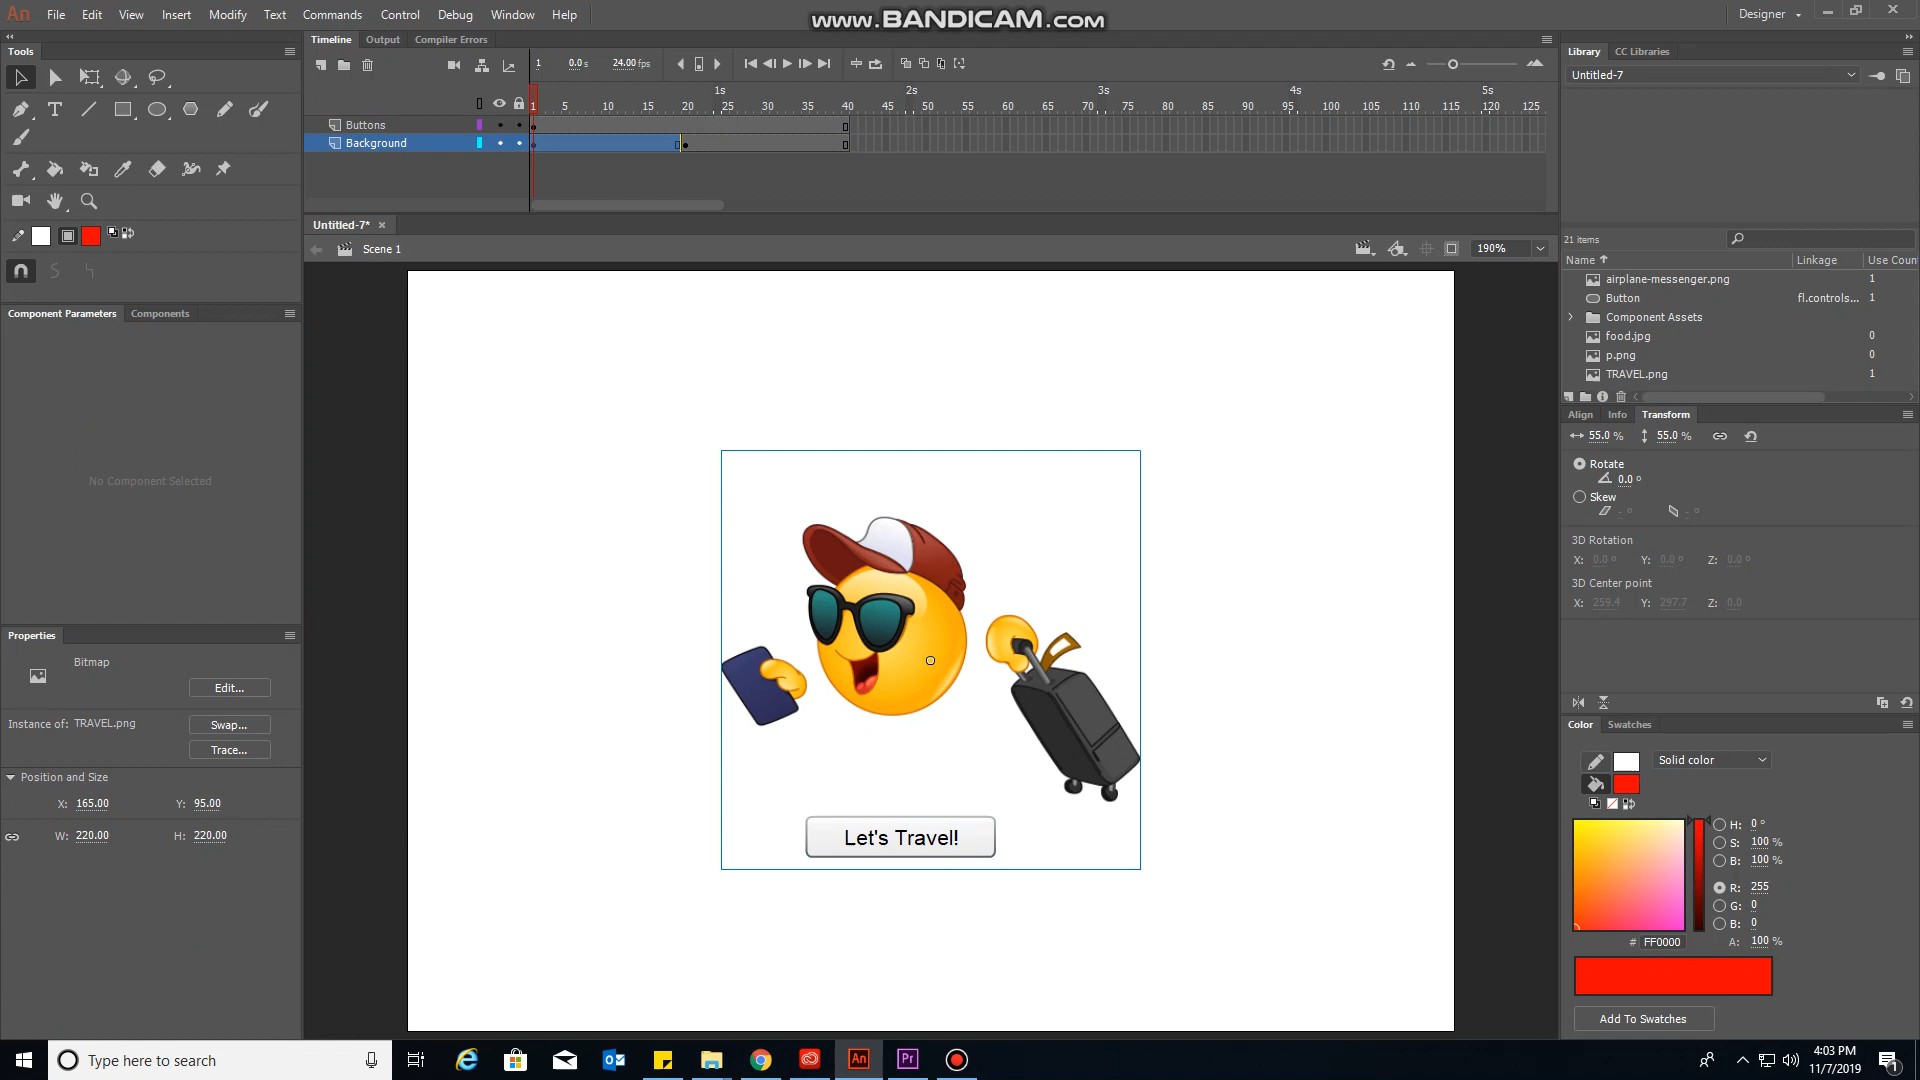 An File Edit View Insert Modify Text Commands Control Debug Window Help
www.BANDICAM.com
Designer
Tools
Timeline Output Compiler Errors
Library CC Libraries
1 0.0 s 24.00 fps
Untitled-7
1s 2s 3s 4s 5s
1 5 10 15 20 25 30 35 40 45 50 55 60 65 70 75 80 85 90 95 100 105 110 115 120 125
Buttons
Background
Untitled-7*
Scene 1
190%
21 items
Name Linkage Use Count
airplane-messenger.png 1
Button fl.controls... 1
Component Assets
food.jpg 0
p.png 0
TRAVEL.png 1
Component Parameters Components
No Component Selected
Align Info Transform
55.0 % 55.0 %
Rotate
0.0 °
Skew
- ° - °
3D Rotation
X: 0.0 ° Y: 0.0 ° Z: 0.0 °
3D Center point
X: 259.4 Y: 297.7 Z: 0.0
Properties
Bitmap
Edit...
Instance of: TRAVEL.png Swap...
Trace...
Position and Size
X: 165.00 Y: 95.00
W: 220.00 H: 220.00
Let's Travel!
Color Swatches
Solid color
H: 0 °
S: 100 %
B: 100 %
R: 255
G: 0
B: 0
# FF0000 A: 100 %
Add To Swatches
Type here to search
An Pr
4:03 PM
11/7/2019
1